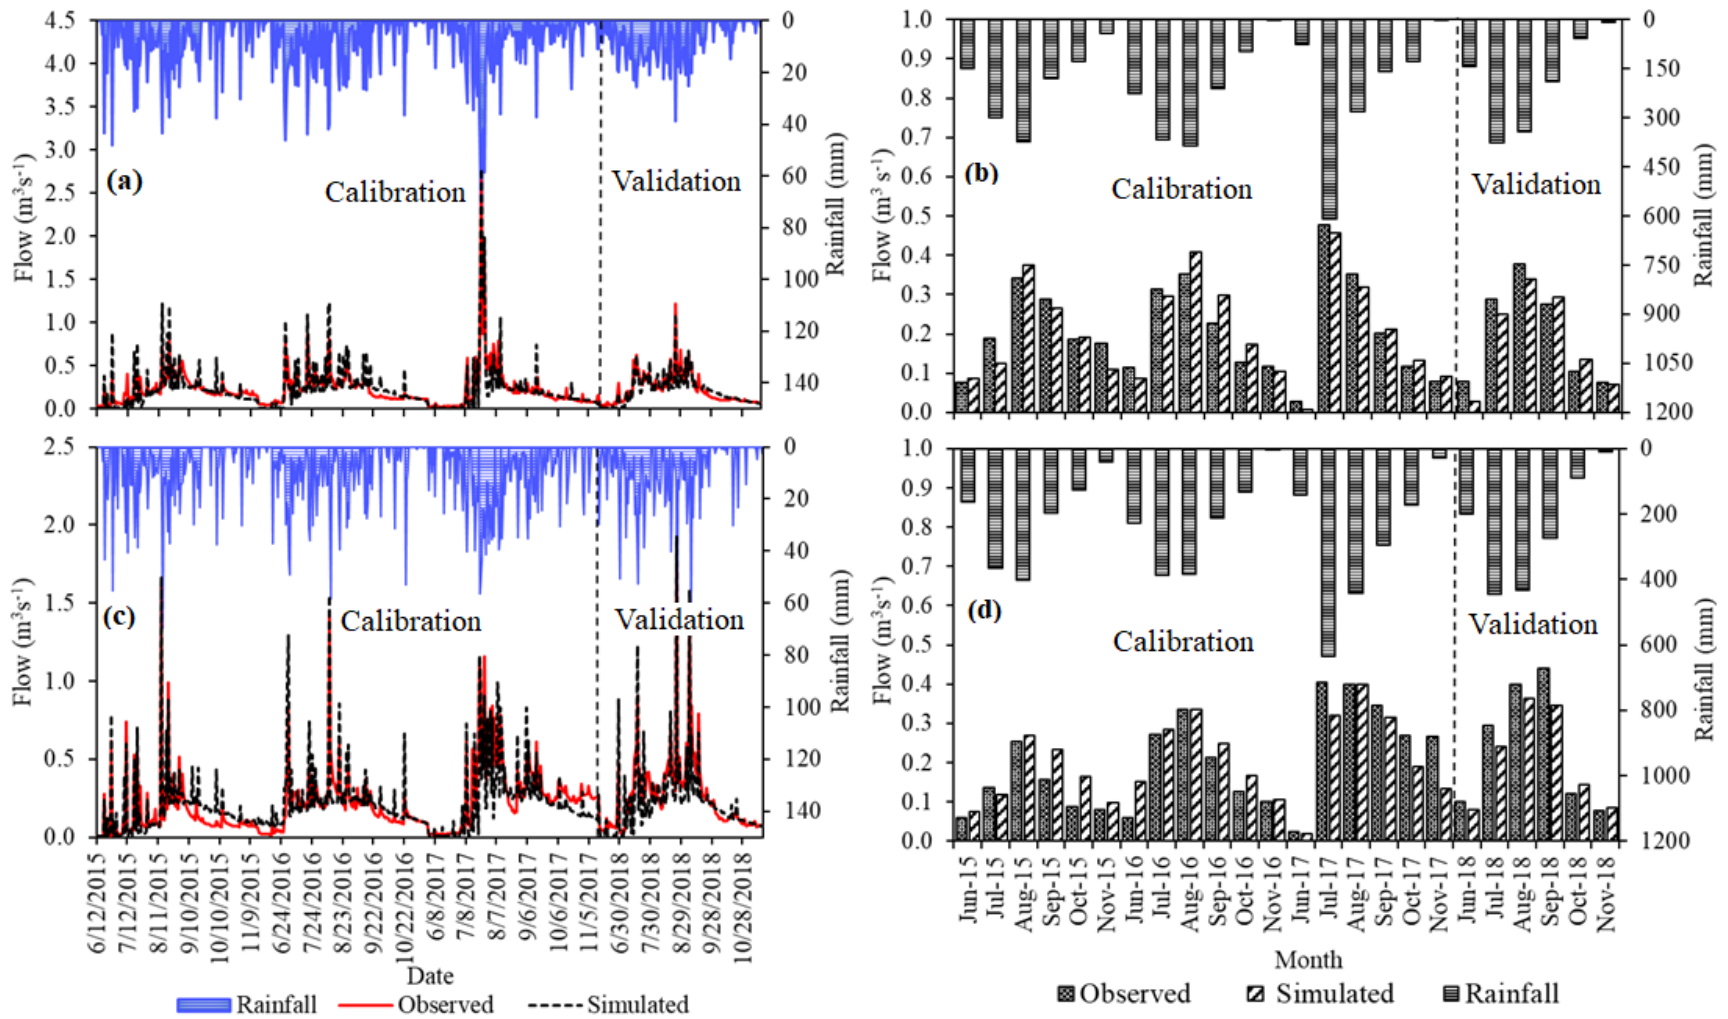 4.5
4.0
3.5
3.0
2.5
2.0
1.5
1.0
0.5
0.0
Flow (m³s⁻¹)
(a)
Calibration
Validation
0
20
40
60
80
100
120
140
Rainfall (mm)
1.0
0.9
0.8
0.7
0.6
0.5
0.4
0.3
0.2
0.1
0.0
Flow (m³ s⁻¹)
(b)
Calibration
Validation
0
150
300
450
600
750
900
1050
1200
Rainfall (mm)
2.5
2.0
1.5
1.0
0.5
0.0
Flow (m³s⁻¹)
(c)
Calibration
Validation
0
20
40
60
80
100
120
140
Rainfall (mm)
6/12/2015
7/12/2015
8/11/2015
9/10/2015
10/10/2015
11/9/2015
6/24/2016
7/24/2016
8/23/2016
9/22/2016
10/22/2016
6/8/2017
7/8/2017
8/7/2017
9/6/2017
10/6/2017
11/5/2017
6/30/2018
7/30/2018
8/29/2018
9/28/2018
10/28/2018
Date
Rainfall Observed Simulated
1.0
0.9
0.8
0.7
0.6
0.5
0.4
0.3
0.2
0.1
0.0
Flow (m³s⁻¹)
(d)
Calibration
Validation
0
200
400
600
800
1000
1200
Rainfall (mm)
Jun-15
Jul-15
Aug-15
Sep-15
Oct-15
Nov-15
Jun-16
Jul-16
Aug-16
Sep-16
Oct-16
Nov-16
Jun-17
Jul-17
Aug-17
Sep-17
Oct-17
Nov-17
Jun-18
Jul-18
Aug-18
Sep-18
Oct-18
Nov-18
Month
Observed Simulated Rainfall